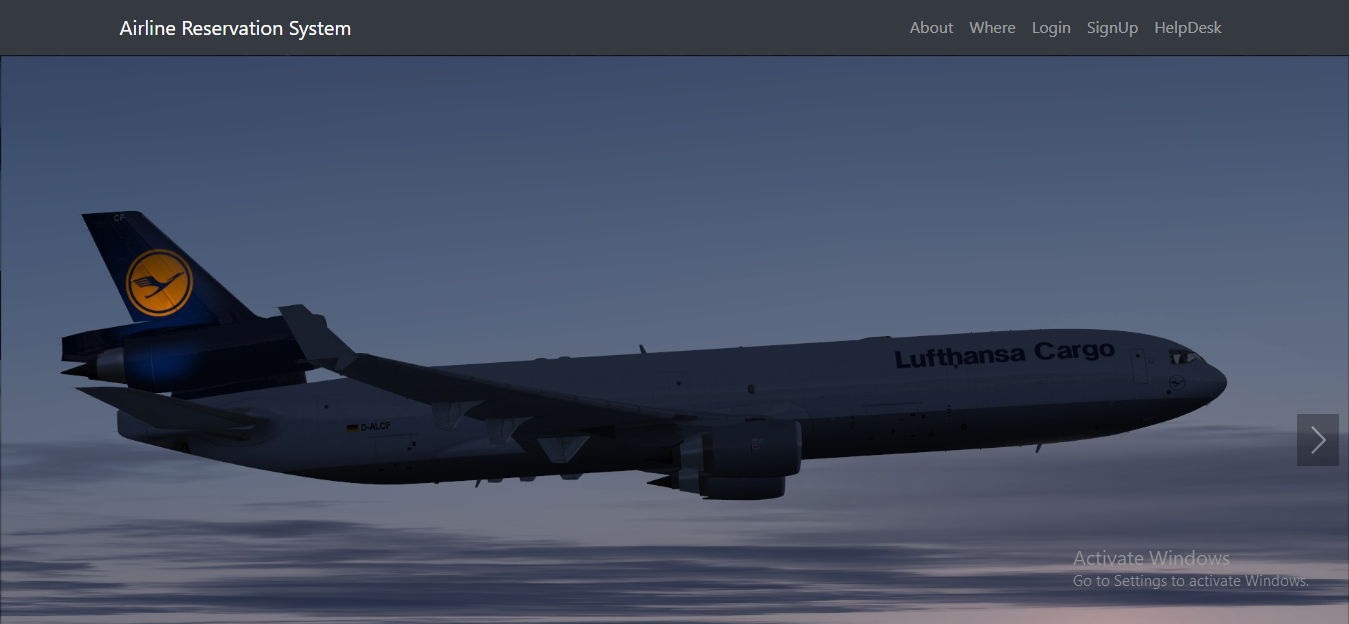 Airline Reservation System
About Where Login SignUp HelpDesk
CF
Lufthansa Cargo
D-ALCF
Activate Windows
Go to Settings to activate Windows.